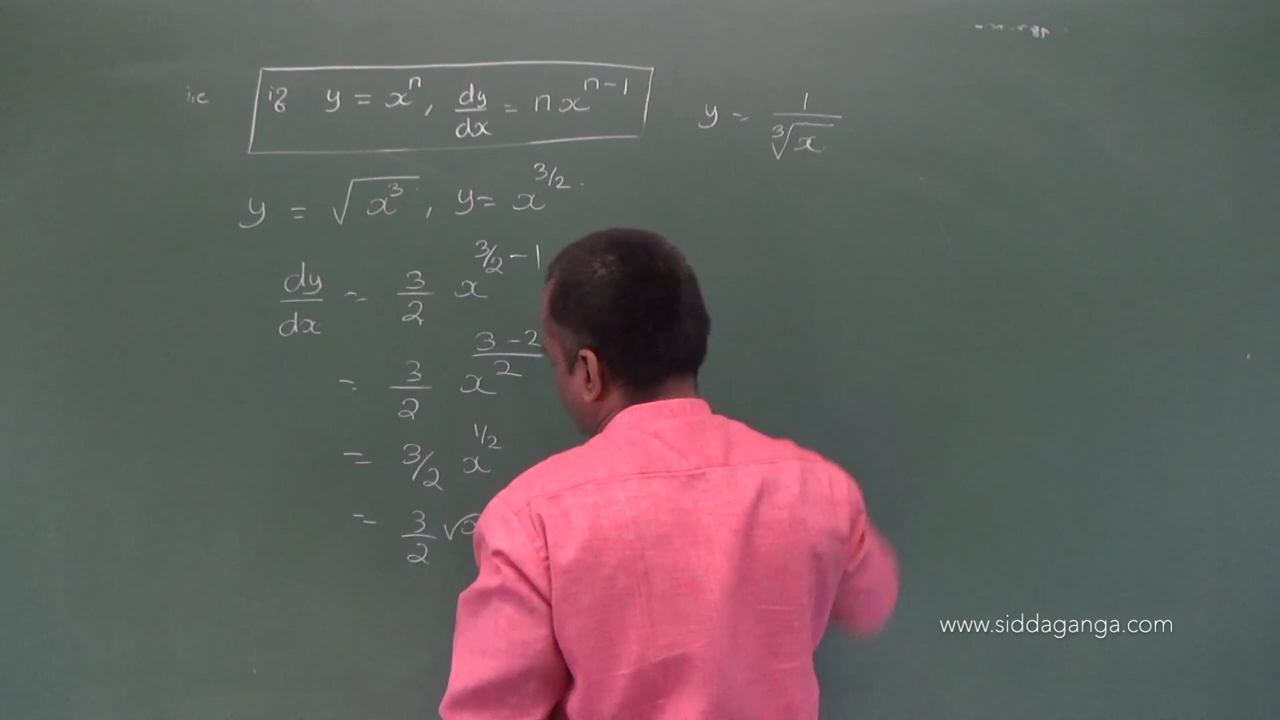 i.e if y = x^n, dy/dx = nx^(n-1)
y = √(x^3), y = x^(3/2).
dy/dx = 3/2 x^(3/2 - 1)
= 3/2 x^((3-2)/2)
= 3/2 x^(1/2)
= 3/2 √
y = 1/∛x
www.siddaganga.com